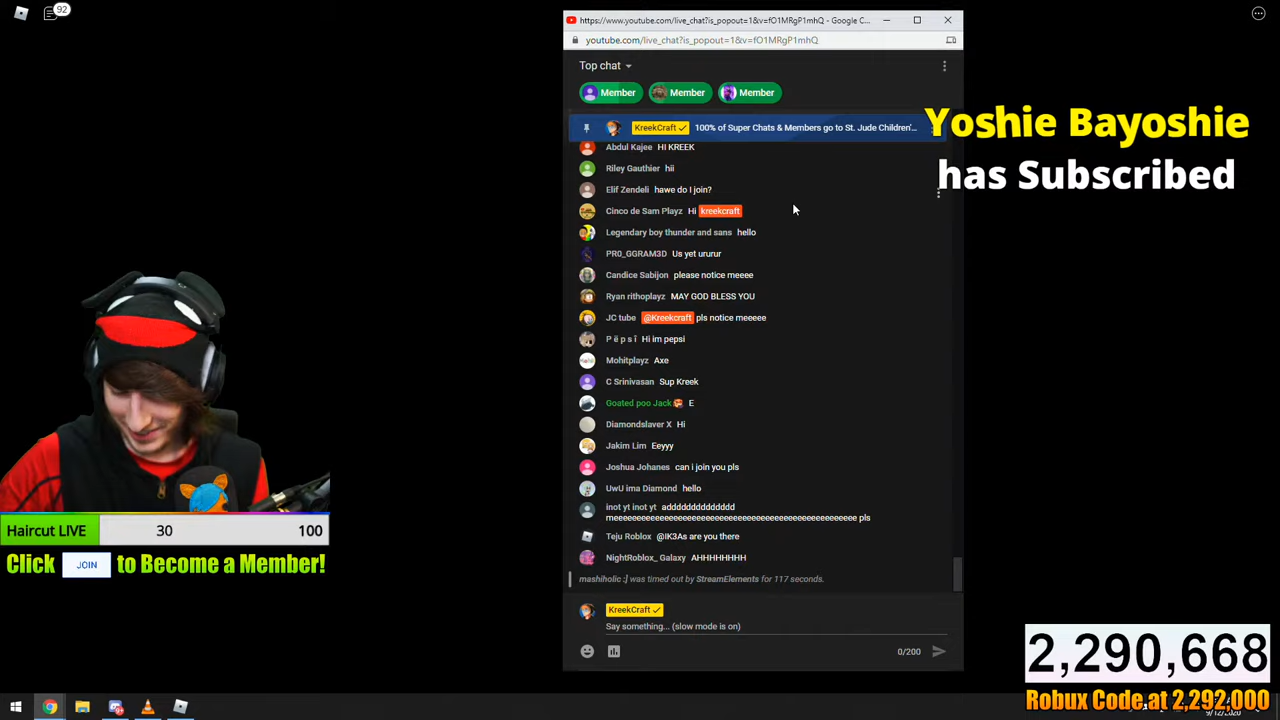 92
https://www.youtube.com/live_chat?is_popout=1&v=fO1MRgP1mhQ - Google C...
youtube.com/live_chat?is_popout=1&v=fO1MRgP1mhQ
Top chat
Member Member Member
KreekCraft 100% of Super Chats & Members go to St. Jude Children'...
Abdul Kajee HI KREEK
Riley Gauthier hii
Elif Zendeli hawe do I join?
Cinco de Sam Playz Hi kreekcraft
Legendary boy thunder and sans hello
PR0_GGRAM3D Us yet ururur
Candice Sabijon please notice meeee
Ryan rithoplayz MAY GOD BLESS YOU
JC tube @Kreekcraft pls notice meeeee
P ë p s î Hi im pepsi
Mohitplayz Axe
C Srinivasan Sup Kreek
Goated poo Jack E
Diamondslaver X Hi
Jakim Lim Eeyyy
Joshua Johanes can i join you pls
UwU ima Diamond hello
inot yt inot yt adddddddddddddd
meeeeeeeeeeeeeeeeeeeeeeeeeeeeeeeeeeeeeeeeeeeeeee pls
Teju Roblox @IK3As are you there
NightRoblox_ Galaxy AHHHHHHHH
mashiholic :] was timed out by StreamElements for 117 seconds.
KreekCraft
Say something... (slow mode is on)
0/200
Yoshie Bayoshie
has Subscribed
Haircut LIVE 30 100
Click JOIN to Become a Member!
2,290,668
Robux Code at 2,292,000
9/12/2020